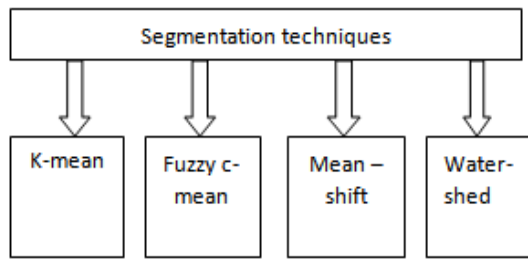 Segmentation techniques
K-mean
Fuzzy c-
mean
Mean –
shift
Water-
shed